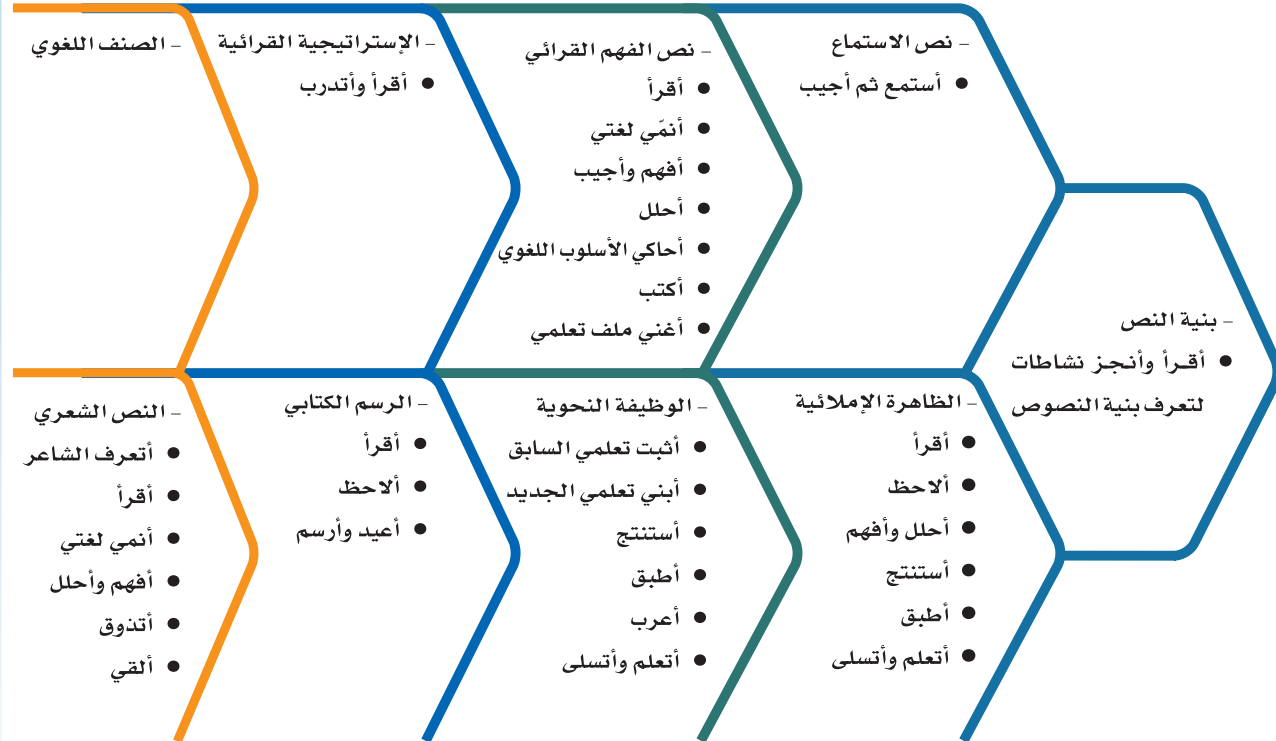 – بنية النص
● أقـرأ وأنجـز نشاطات
لتعرف بنية النصوص
– نص الاستماع
● أستمع ثم أجيب
– نص الفهم القرائي
● أقرأ
● أنمّي لغتي
● أفهم وأجيب
● أحلل
● أحاكي الأسلوب اللغوي
● أكتب
● أغني ملف تعلمي
– الإستراتيجية القرائية
● أقرأ وأتدرب
– الصنف اللغوي
– الظاهرة الإملائية
● أقرأ
● ألاحظ
● أحلل وأفهم
● أستنتج
● أطبق
● أتعلم وأتسلى
– الوظيفة النحوية
● أثبت تعلمي السابق
● أبني تعلمي الجديد
● أستنتج
● أطبق
● أعرب
● أتعلم وأتسلى
– الرسم الكتابي
● أقرأ
● ألاحظ
● أعيد وأرسم
– النص الشعري
● أتعرف الشاعر
● أقرأ
● أنمي لغتي
● أفهم وأحلل
● أتذوق
● ألقي